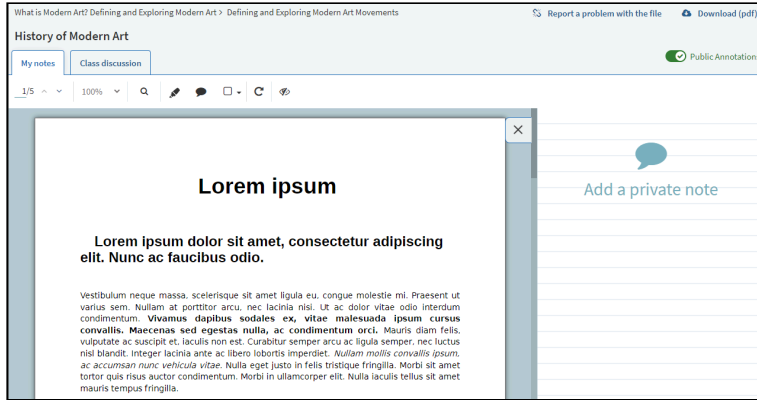 What is Modern Art? Defining and Exploring Modern Art > Defining and Exploring Modern Art Movements
Report a problem with the file
Download (pdf)
History of Modern Art
My notes
Class discussion
Public Annotation
1/5
100%
Lorem ipsum
Lorem ipsum dolor sit amet, consectetur adipiscing
elit. Nunc ac faucibus odio.
Vestibulum neque massa, scelerisque sit amet ligula eu, congue molestie mi. Praesent ut
varius sem. Nullam at porttitor arcu, nec lacinia nisi. Ut ac dolor vitae odio interdum
condimentum. Vivamus dapibus sodales ex, vitae malesuada ipsum cursus
convallis. Maecenas sed egestas nulla, ac condimentum orci. Mauris diam felis,
vulputate ac suscipit et, iaculis non est. Curabitur semper arcu ac ligula semper, nec luctus
nisl blandit. Integer lacinia ante ac libero lobortis imperdiet. Nullam mollis convallis ipsum,
ac accumsan nunc vehicula vitae. Nulla eget justo in felis tristique fringilla. Morbi sit amet
tortor quis risus auctor condimentum. Morbi in ullamcorper elit. Nulla iaculis tellus sit amet
mauris tempus fringilla.
Add a private note